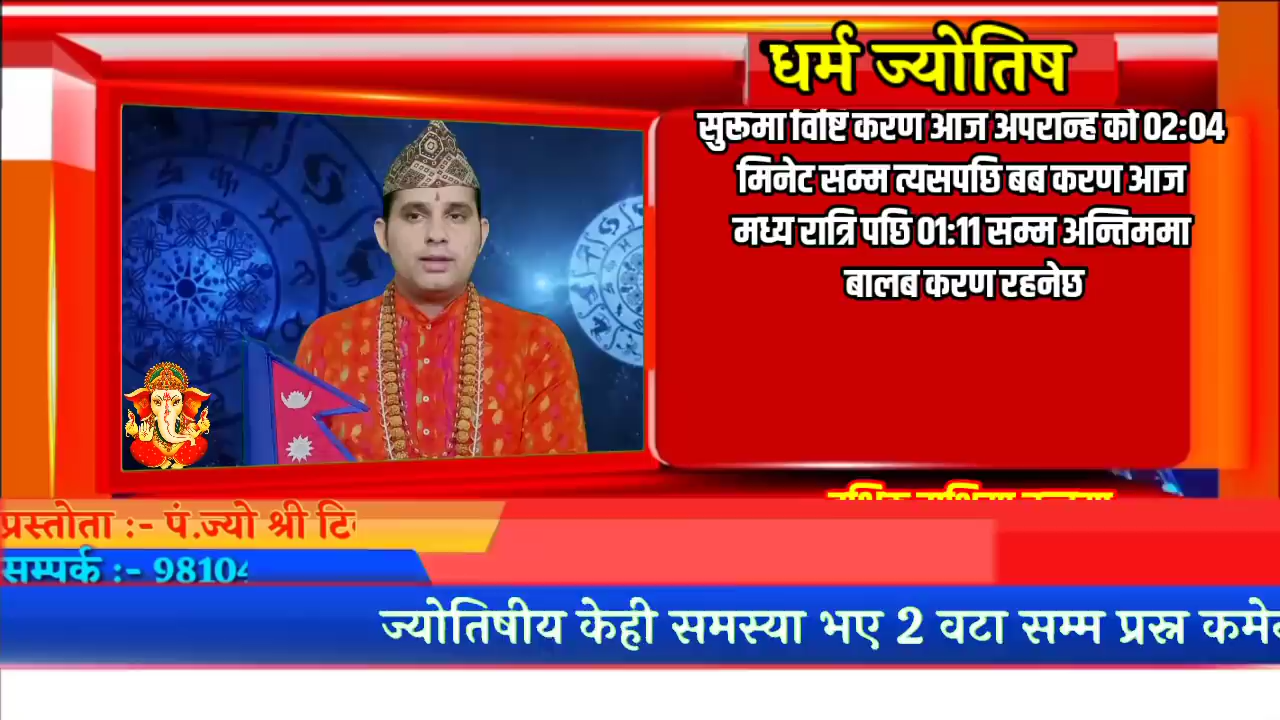 धर्म ज्योतिष
सुरूमा विष्टि करण आज अपरान्ह को 02:04
मिनेट सम्म त्यसपछि बब करण आज
मध्य रात्रि पछि 01:11 सम्म अन्तिममा
बालब करण रहनेछ
प्रस्तोता :- पं.ज्यो श्री
सम्पर्क :- 9810
ज्योतिषीय केही समस्या भए 2 वटा सम्म प्रस्न